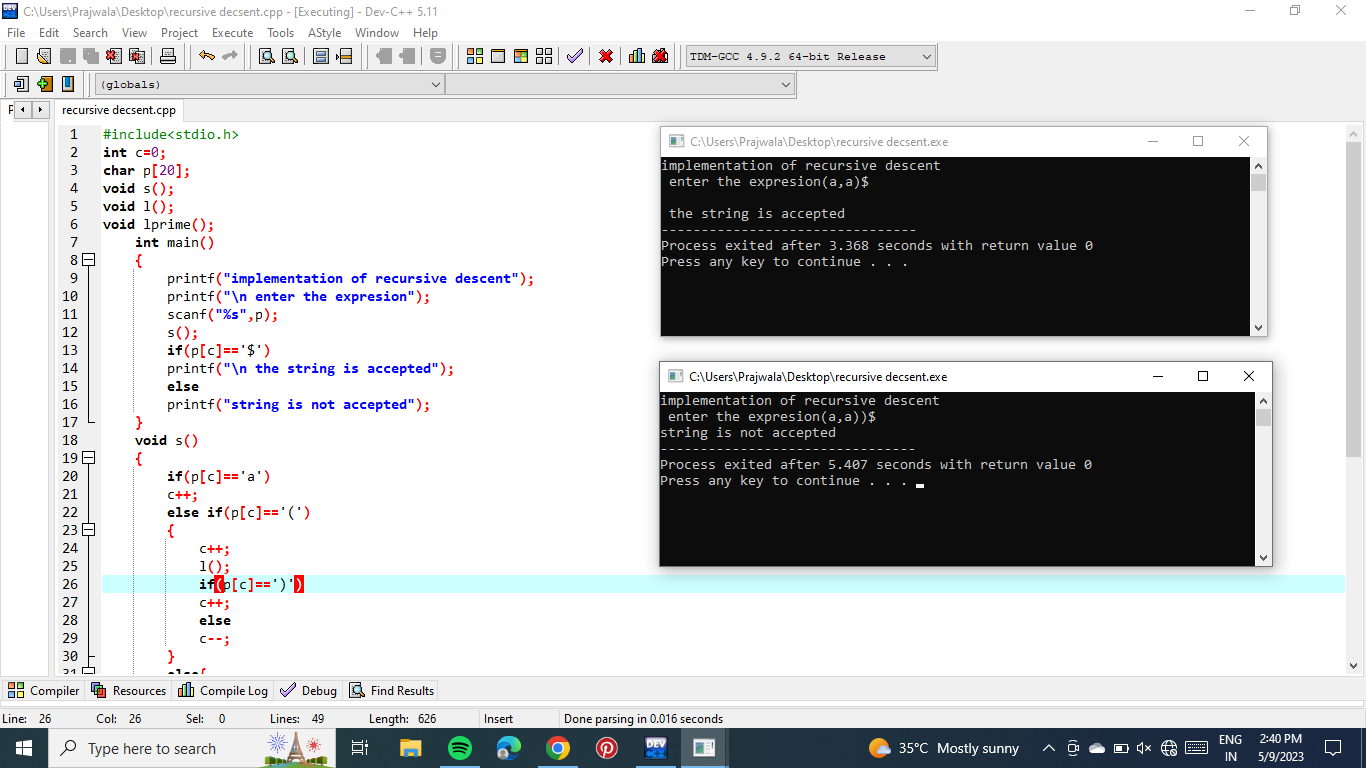 C:\Users\Prajwala\Desktop\recursive decsent.cpp - [Executing] - Dev-C++ 5.11
File Edit Search View Project Execute Tools AStyle Window Help
TDM-GCC 4.9.2 64-bit Release
(globals)
recursive decsent.cpp
1 #include<stdio.h>
2 int c=0;
3 char p[20];
4 void s();
5 void l();
6 void lprime();
7 int main()
8 {
9 printf("implementation of recursive descent");
10 printf("\n enter the expresion");
11 scanf("%s",p);
12 s();
13 if(p[c]=='$')
14 printf("\n the string is accepted");
15 else
16 printf("string is not accepted");
17 }
18 void s()
19 {
20 if(p[c]=='a')
21 c++;
22 else if(p[c]=='(')
23 {
24 c++;
25 l();
26 if(p[c]==')')
27 c++;
28 else
29 c--;
30 }
31 else{
C:\Users\Prajwala\Desktop\recursive decsent.exe
implementation of recursive descent
 enter the expresion(a,a)$
 the string is accepted
--------------------------------
Process exited after 3.368 seconds with return value 0
Press any key to continue . . .
C:\Users\Prajwala\Desktop\recursive decsent.exe
implementation of recursive descent
 enter the expresion(a,a))$
string is not accepted
--------------------------------
Process exited after 5.407 seconds with return value 0
Press any key to continue . . .
Compiler Resources Compile Log Debug Find Results
Line: 26 Col: 26 Sel: 0 Lines: 49 Length: 626 Insert Done parsing in 0.016 seconds
Type here to search
DEV
35°C Mostly sunny
ENG
IN
2:40 PM
5/9/2023